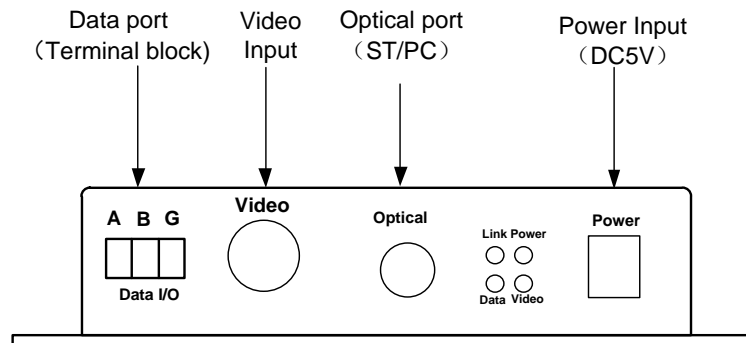 Data port
（Terminal block)
Video
Input
Optical port
（ST/PC）
Power Input
（DC5V）
A B G
Data I/O
Video
Optical
Link Power
Data Video
Power